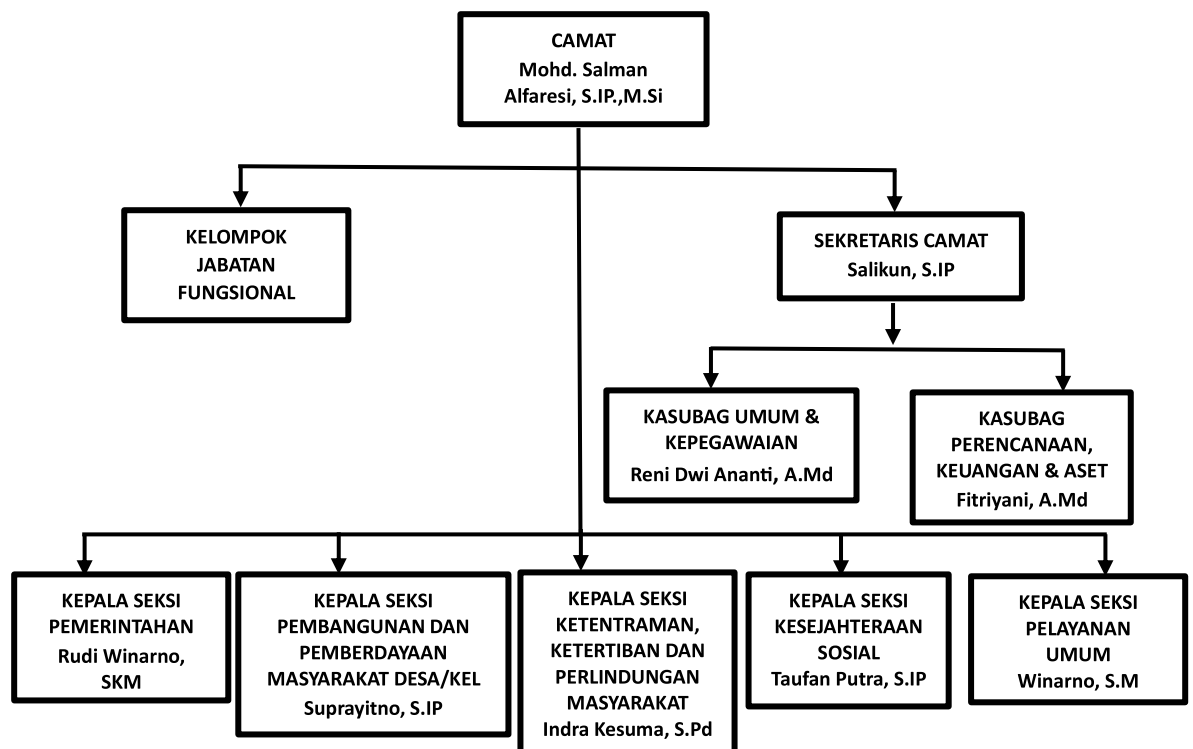 CAMAT
Mohd. Salman
Alfaresi, S.IP.,M.Si
KELOMPOK
JABATAN
FUNGSIONAL
SEKRETARIS CAMAT
Salikun, S.IP
KASUBAG UMUM &
KEPEGAWAIAN
Reni Dwi Ananti, A.Md
KASUBAG
PERENCANAAN,
KEUANGAN & ASET
Fitriyani, A.Md
KEPALA SEKSI
PEMERINTAHAN
Rudi Winarno,
SKM
KEPALA SEKSI
PEMBANGUNAN DAN
PEMBERDAYAAN
MASYARAKAT DESA/KEL
Suprayitno, S.IP
KEPALA SEKSI
KETENTRAMAN,
KETERTIBAN DAN
PERLINDUNGAN
MASYARAKAT
Indra Kesuma, S.Pd
KEPALA SEKSI
KESEJAHTERAAN
SOSIAL
Taufan Putra, S.IP
KEPALA SEKSI
PELAYANAN
UMUM
Winarno, S.M